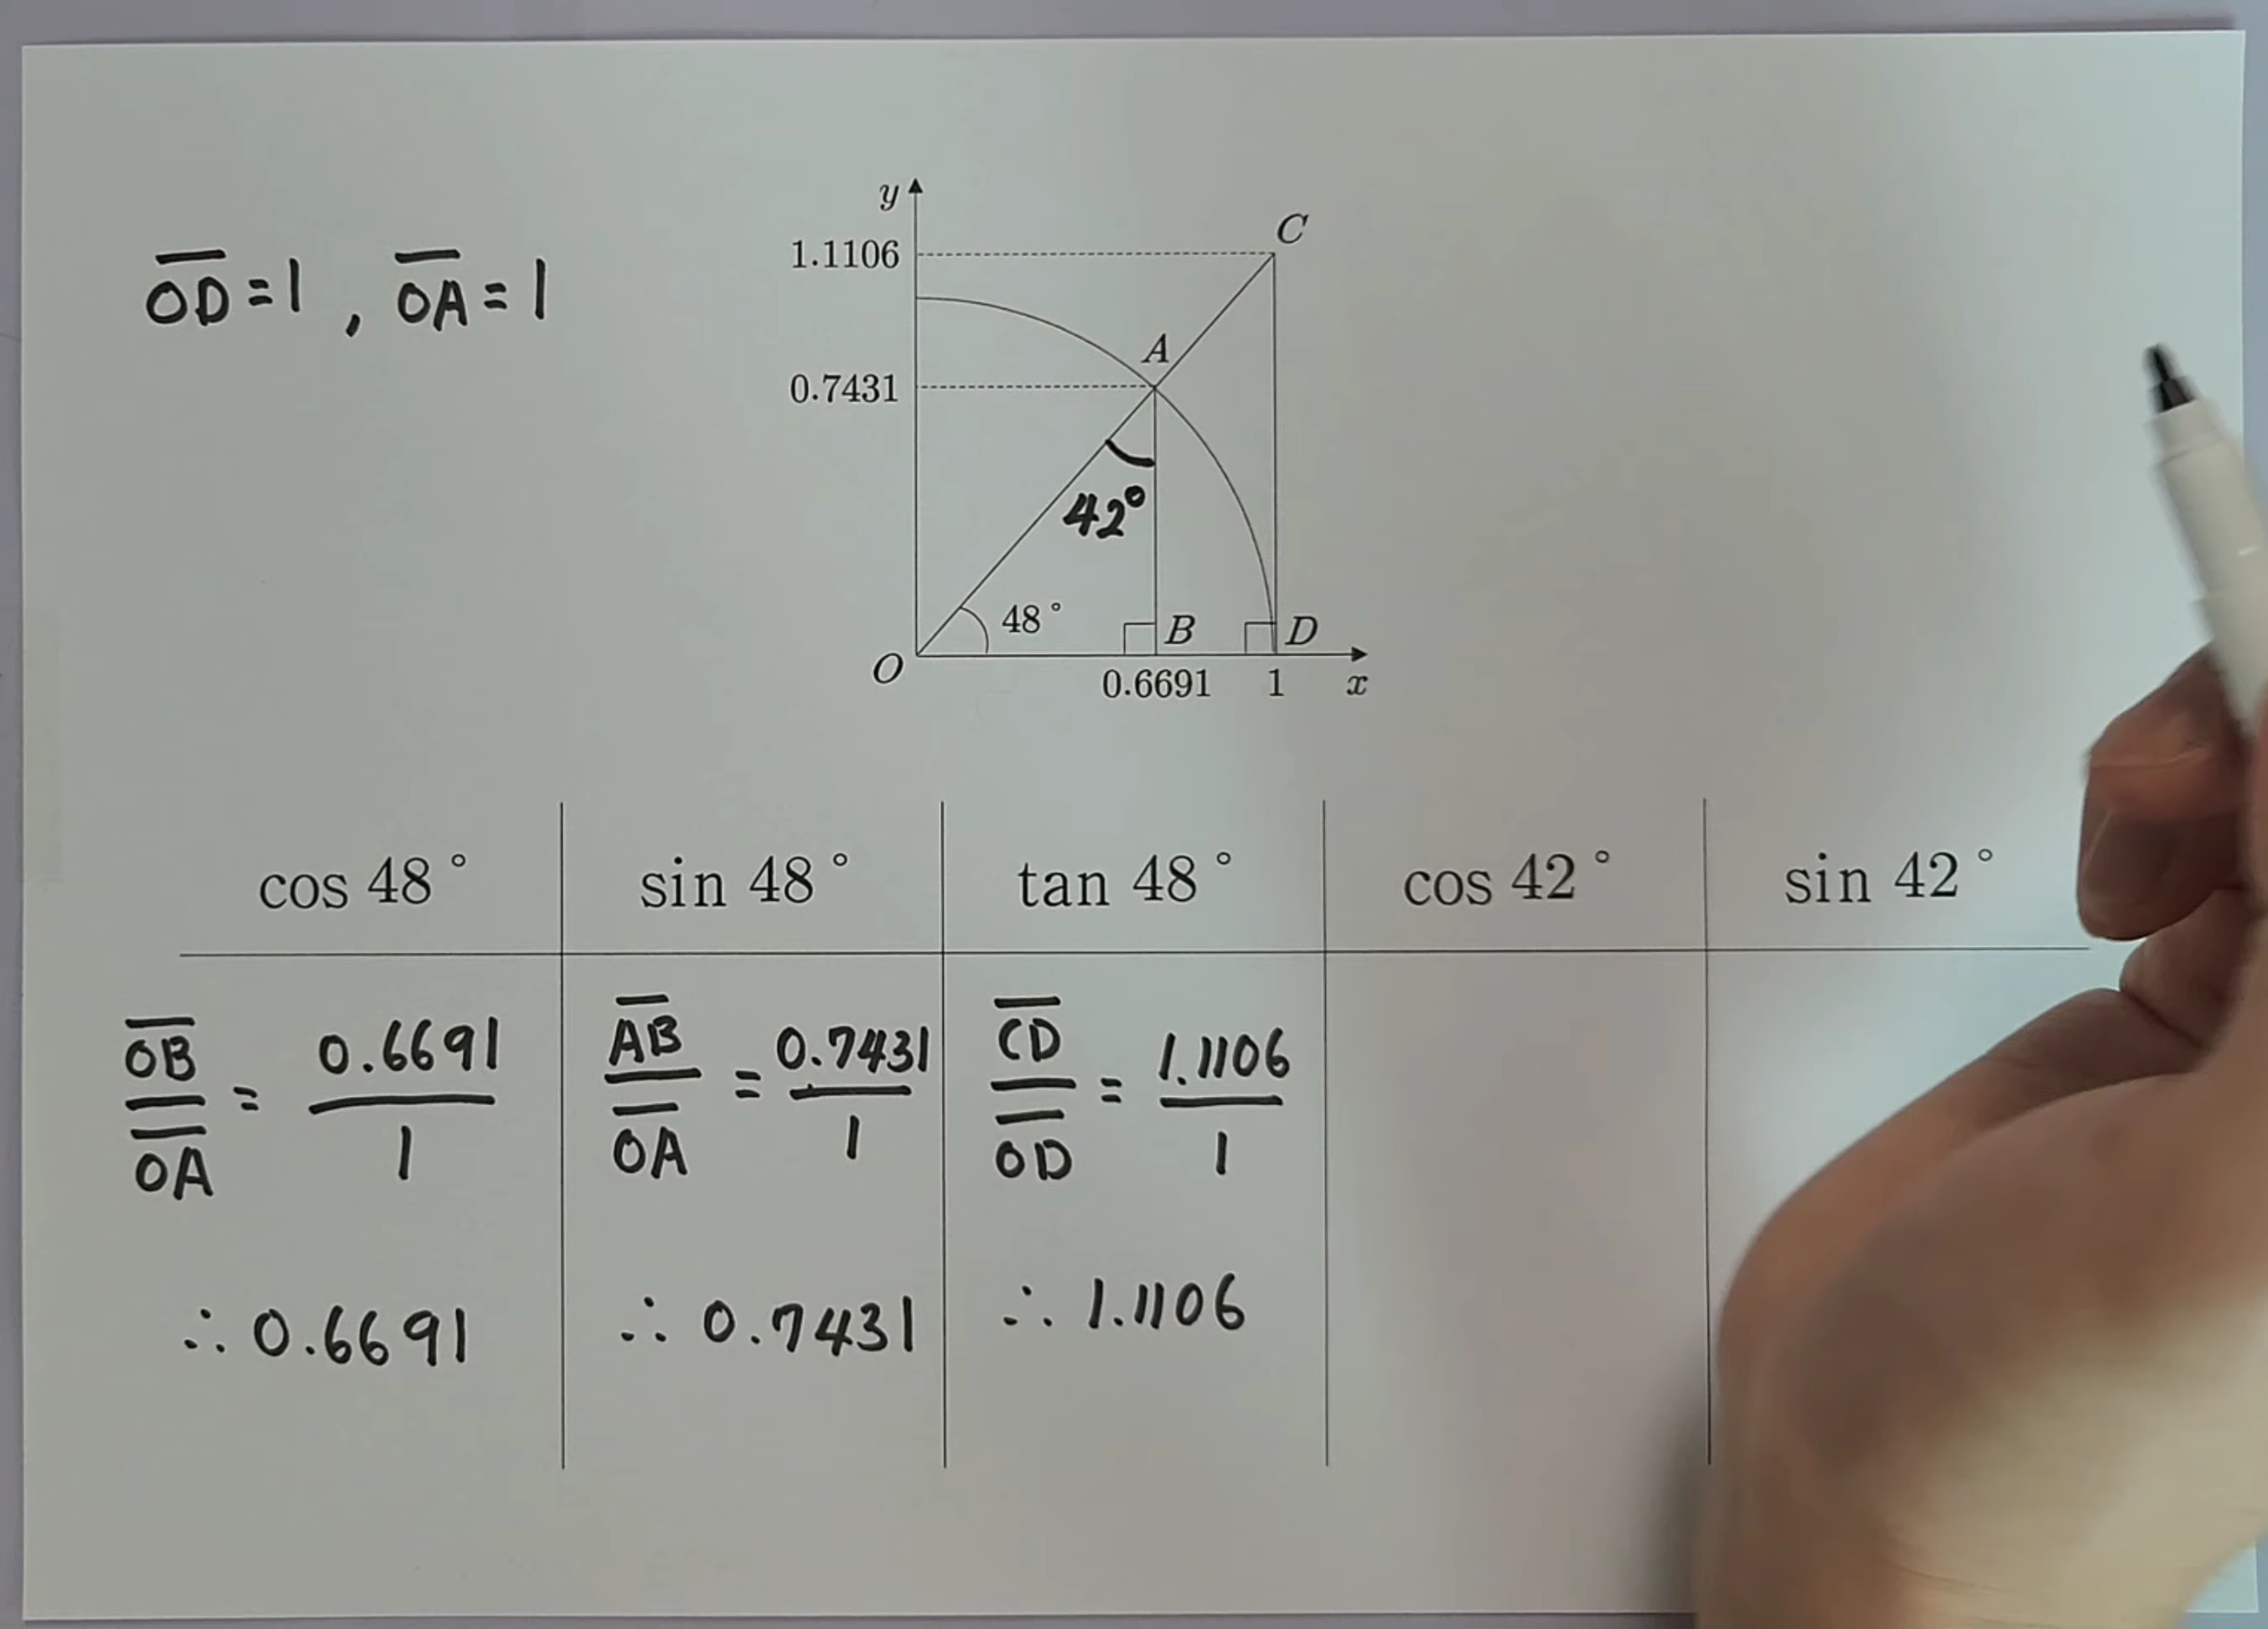 y
C
1.1106
OD = 1 , OA = 1
A
0.7431
42°
48°
B
D
O
0.6691
1
x
cos 48° sin 48° tan 48° cos 42° sin 42°
OB/OA = 0.6691/1 AB/OA = 0.7431/1 CD/OD = 1.1106/1
∴ 0.6691 ∴ 0.7431 ∴ 1.1106